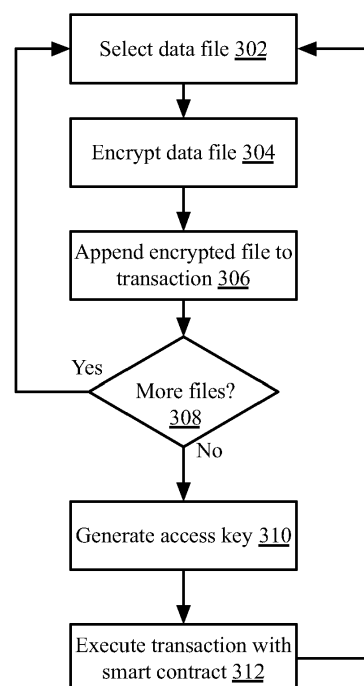 Select data file 302
Encrypt data file 304
Append encrypted file to
transaction 306
Yes
More files?
308
No
Generate access key 310
Execute transaction with
smart contract 312